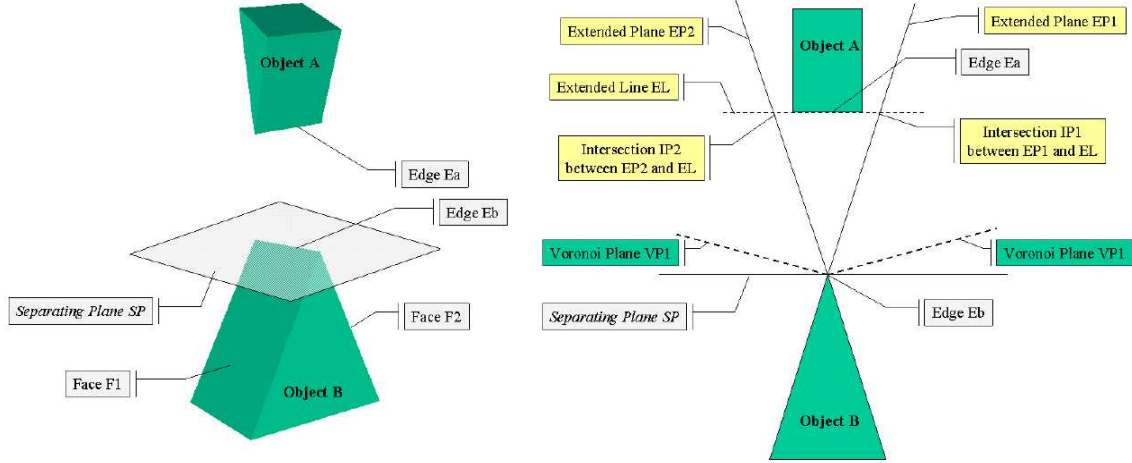 Object A
Edge Ea
Edge Eb
Separating Plane SP
Face F2
Face F1
Object B
Extended Plane EP2
Extended Plane EP1
Object A
Edge Ea
Extended Line EL
Intersection IP2
between EP2 and EL
Intersection IP1
between EP1 and EL
Voronoi Plane VP1
Voronoi Plane VP1
Separating Plane SP
Edge Eb
Object B